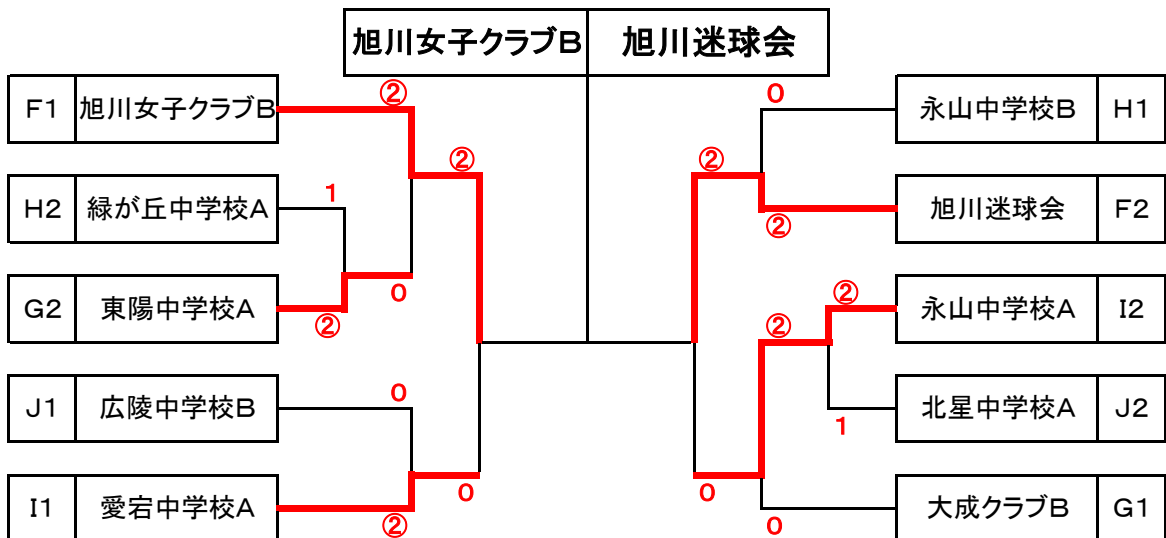 旭川女子クラブB 旭川迷球会
F1 旭川女子クラブB ② 0 永山中学校B H1
② ②
H2 緑が丘中学校A 1 ② 旭川迷球会 F2
G2 東陽中学校A ② 0 ② ② 永山中学校A I2
J1 広陵中学校B 0 1 北星中学校A J2
I1 愛宕中学校A ② 0 0 0 大成クラブB G1